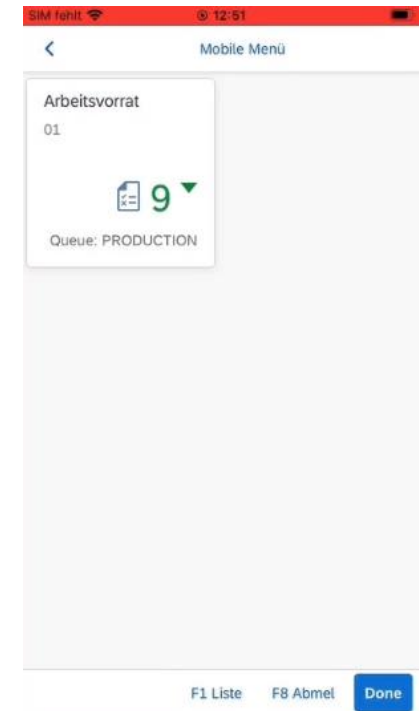 SIM fehlt 12:51
Mobile Menü
Arbeitsvorrat
01
9
Queue: PRODUCTION
F1 Liste F8 Abmel Done